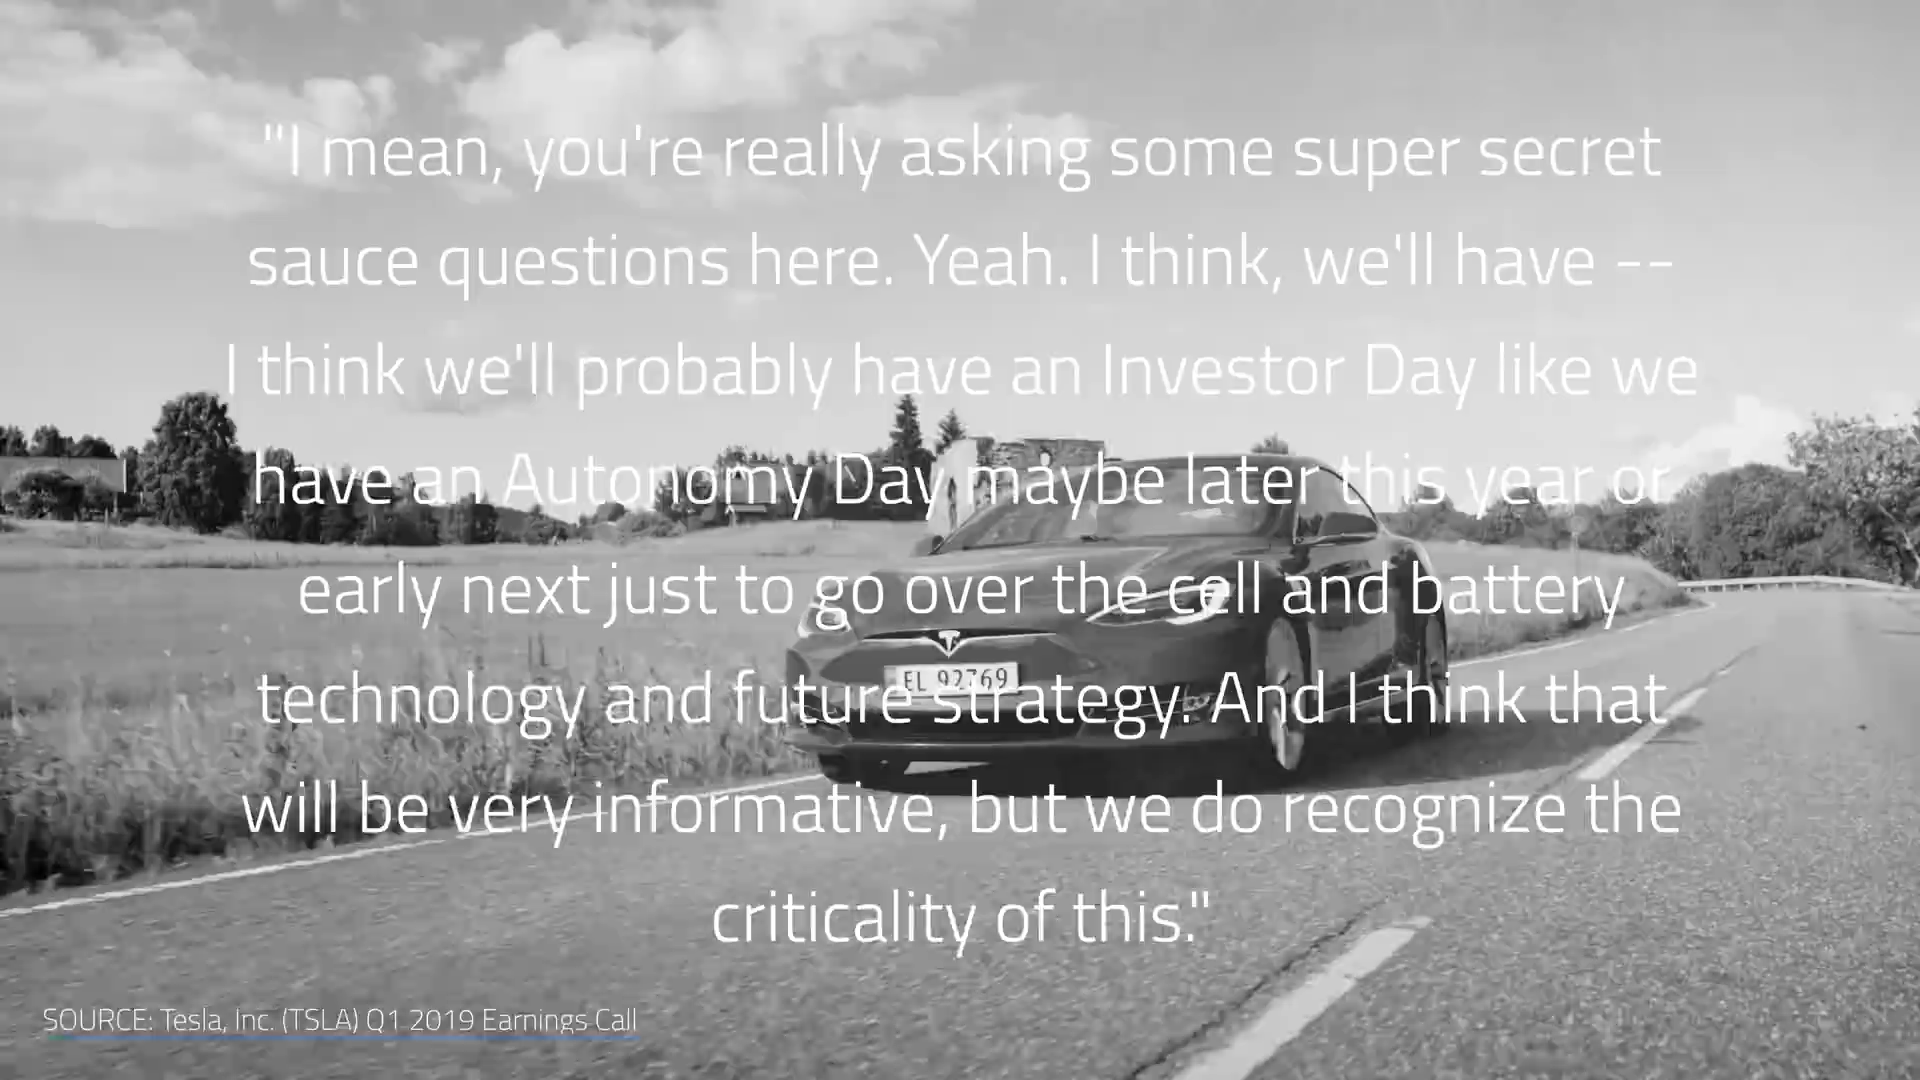 "I mean, you're really asking some super secret
sauce questions here. Yeah. I think, we'll have --
I think we'll probably have an Investor Day like we
have an Autonomy Day maybe later this year or
early next just to go over the cell and battery
technology and future strategy. And I think that
will be very informative, but we do recognize the
criticality of this."
EL 92769
SOURCE: Tesla, Inc. (TSLA) Q1 2019 Earnings Call